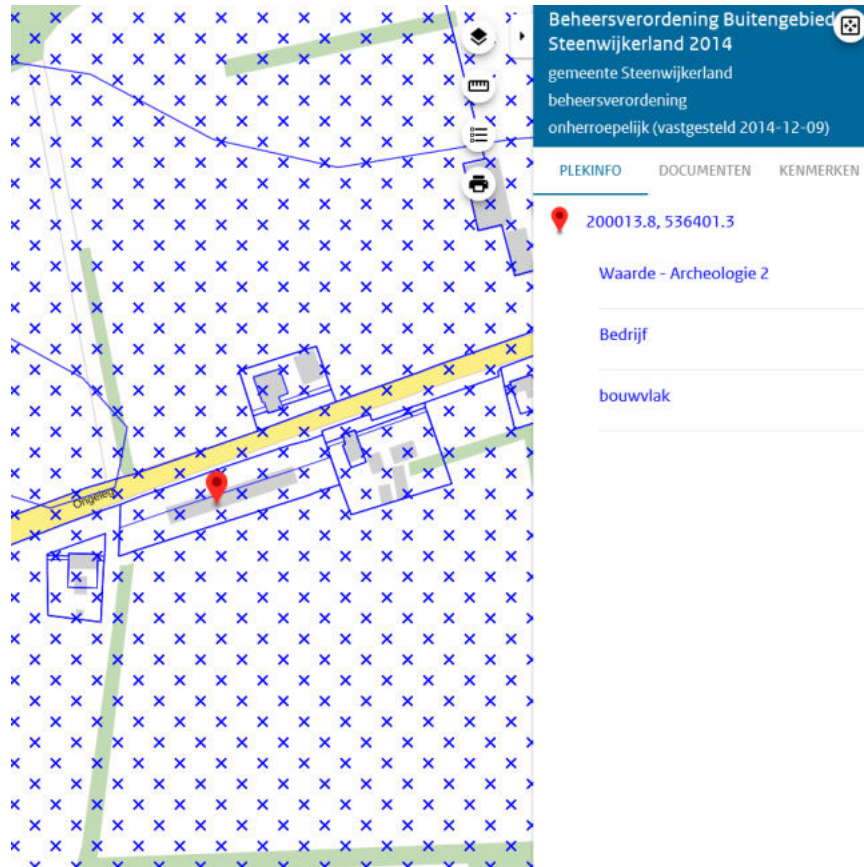 Beheersverordening Buitengebied
Steenwijkerland 2014
gemeente Steenwijkerland
beheersverordening
onherroepelijk (vastgesteld 2014-12-09)
PLEKINFO DOCUMENTEN KENMERKEN
200013.8, 536401.3
Waarde - Archeologie 2
Bedrijf
bouwvlak